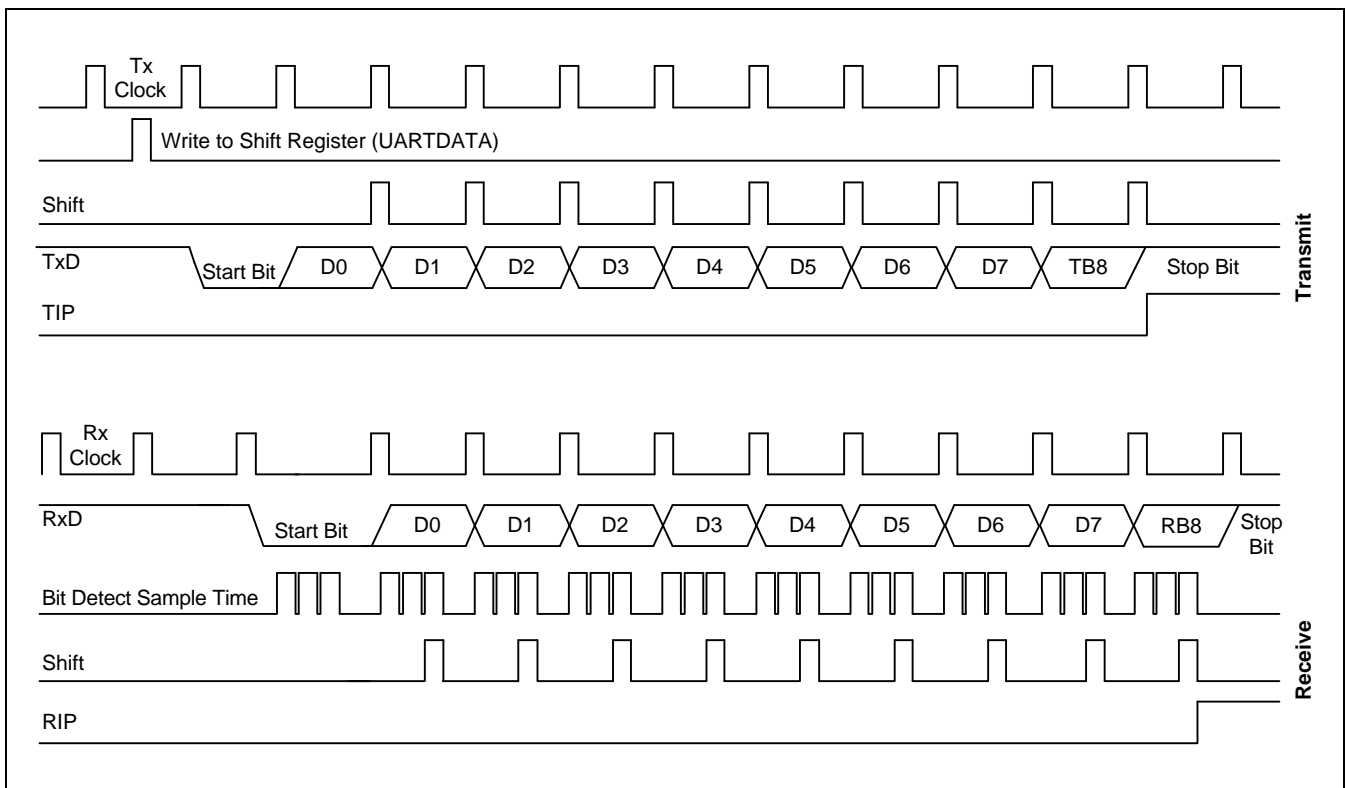 Tx
Clock
Write to Shift Register (UARTDATA)
Shift
TxD
Start Bit D0 D1 D2 D3 D4 D5 D6 D7 TB8 Stop Bit
TIP
Transmit
Rx
Clock
RxD
Start Bit D0 D1 D2 D3 D4 D5 D6 D7 RB8 Stop
Bit
Bit Detect Sample Time
Shift
RIP
Receive